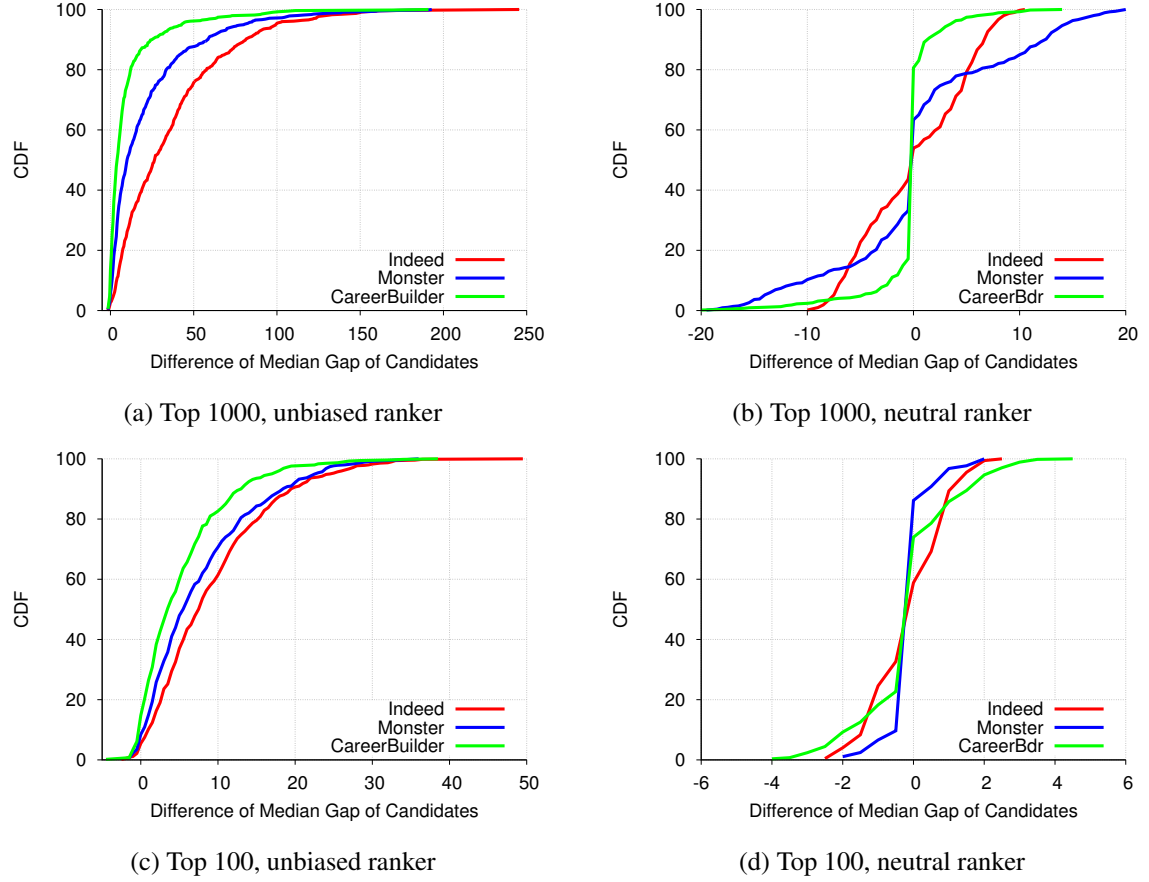 100
80
60
40
20
0
CDF
0 50 100 150 200 250
Difference of Median Gap of Candidates
Indeed
Monster
CareerBuilder
(a) Top 1000, unbiased ranker
100
80
60
40
20
0
CDF
-20 -10 0 10 20
Difference of Median Gap of Candidates
Indeed
Monster
CareerBdr
(b) Top 1000, neutral ranker
100
80
60
40
20
0
CDF
0 10 20 30 40 50
Difference of Median Gap of Candidates
Indeed
Monster
CareerBuilder
(c) Top 100, unbiased ranker
100
80
60
40
20
0
CDF
-6 -4 -2 0 2 4 6
Difference of Median Gap of Candidates
Indeed
Monster
CareerBdr
(d) Top 100, neutral ranker